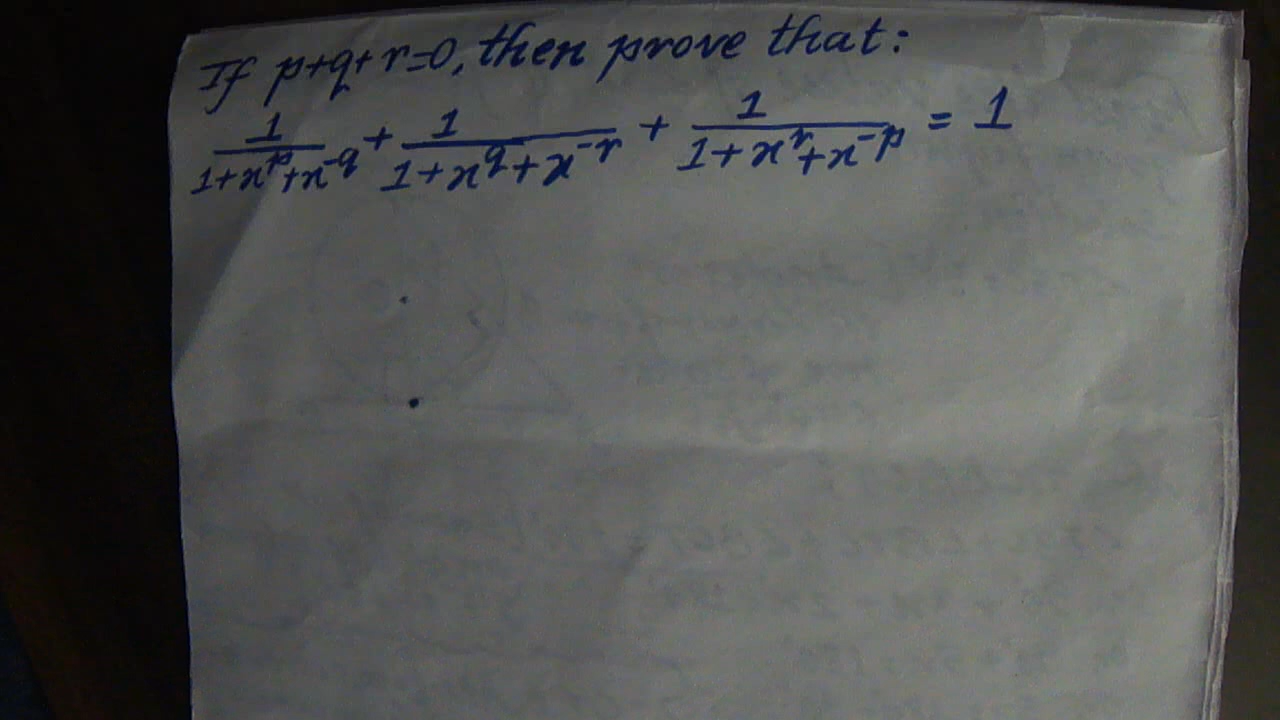 If p+q+r=0, then prove that:
1/(1+x^p+x^-q) + 1/(1+x^q+x^-r) + 1/(1+x^r+x^-p) = 1